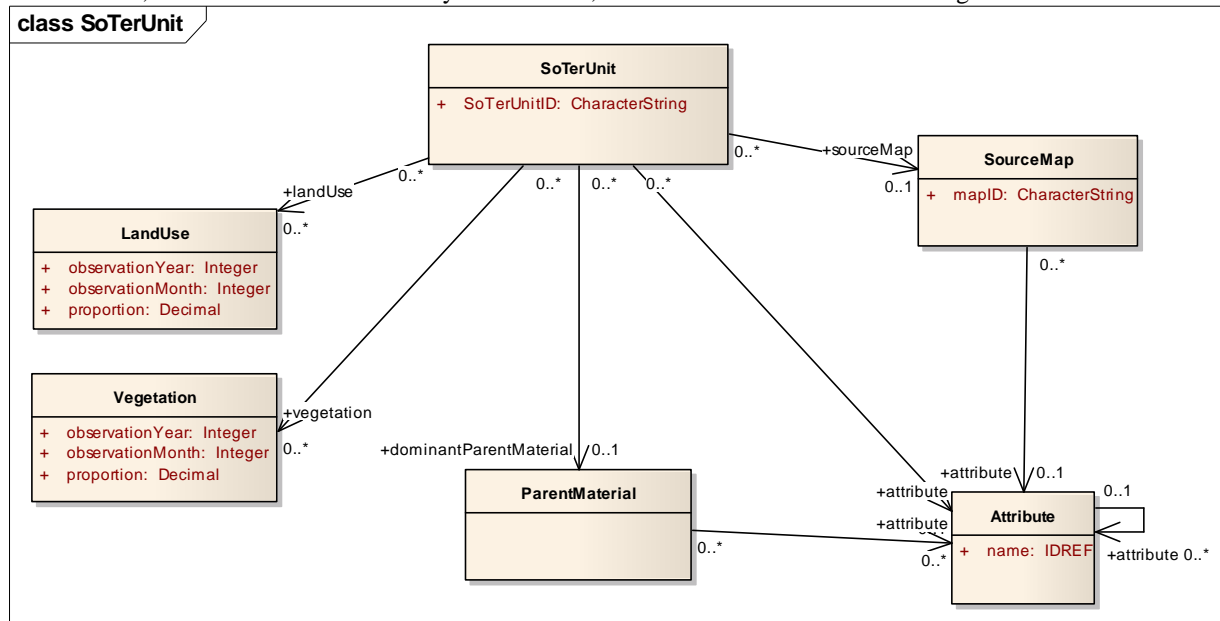 class SoTerUnit
SoTerUnit
+ SoTerUnitID: CharacterString
0..*
+sourceMap
0..1
SourceMap
+ mapID: CharacterString
0..*
+landUse
0..*
0..*
0..*
0..*
LandUse
+ observationYear: Integer
+ observationMonth: Integer
+ proportion: Decimal
0..*
Vegetation
+ observationYear: Integer
+ observationMonth: Integer
+ proportion: Decimal
+vegetation
0..*
+dominantParentMaterial
0..1
ParentMaterial
0..*
+attribute
0..1
+attribute
+attribute
0..*
Attribute
+ name: IDREF
0..1
+attribute 0..*